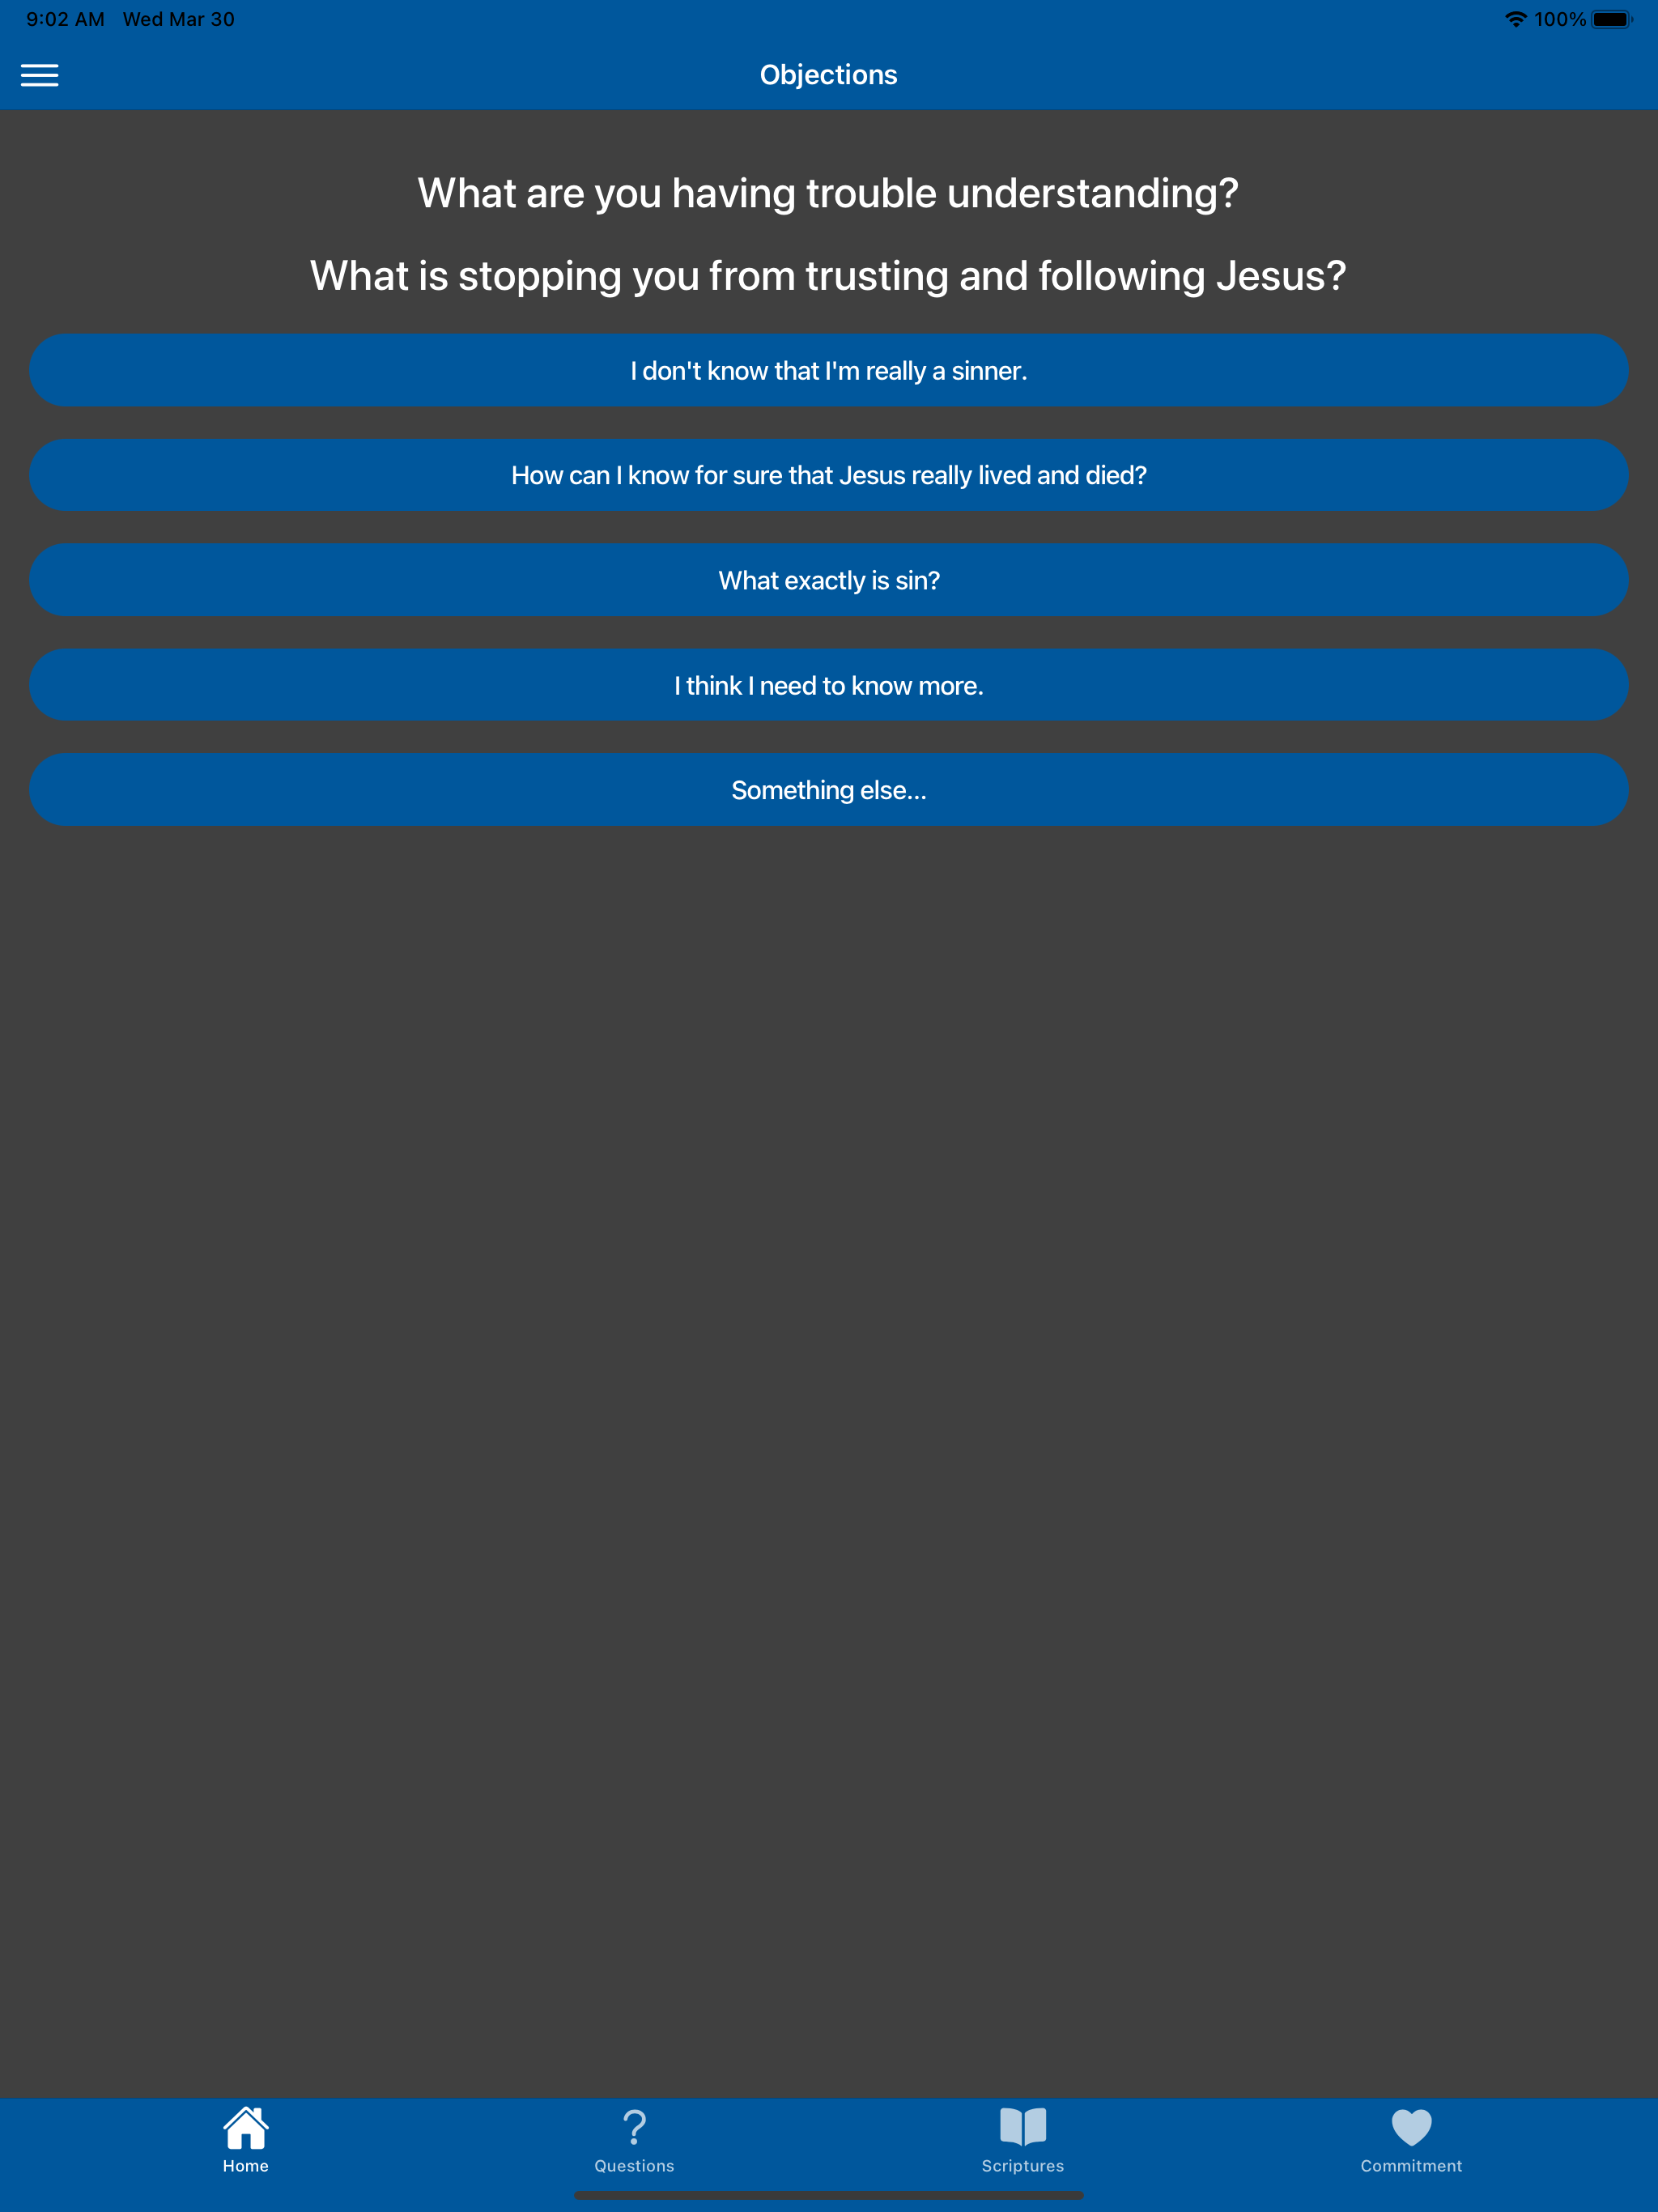 9:02 AM Wed Mar 30 100%
Objections
What are you having trouble understanding?
What is stopping you from trusting and following Jesus?
I don't know that I'm really a sinner.
How can I know for sure that Jesus really lived and died?
What exactly is sin?
I think I need to know more.
Something else...
Home Questions Scriptures Commitment